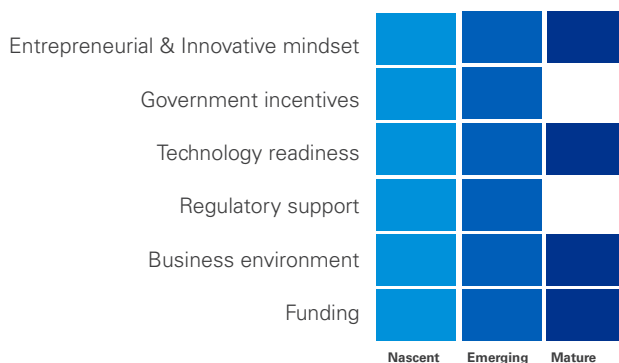 Entrepreneurial & Innovative mindset
Government incentives
Technology readiness
Regulatory support
Business environment
Funding
Nascent Emerging Mature